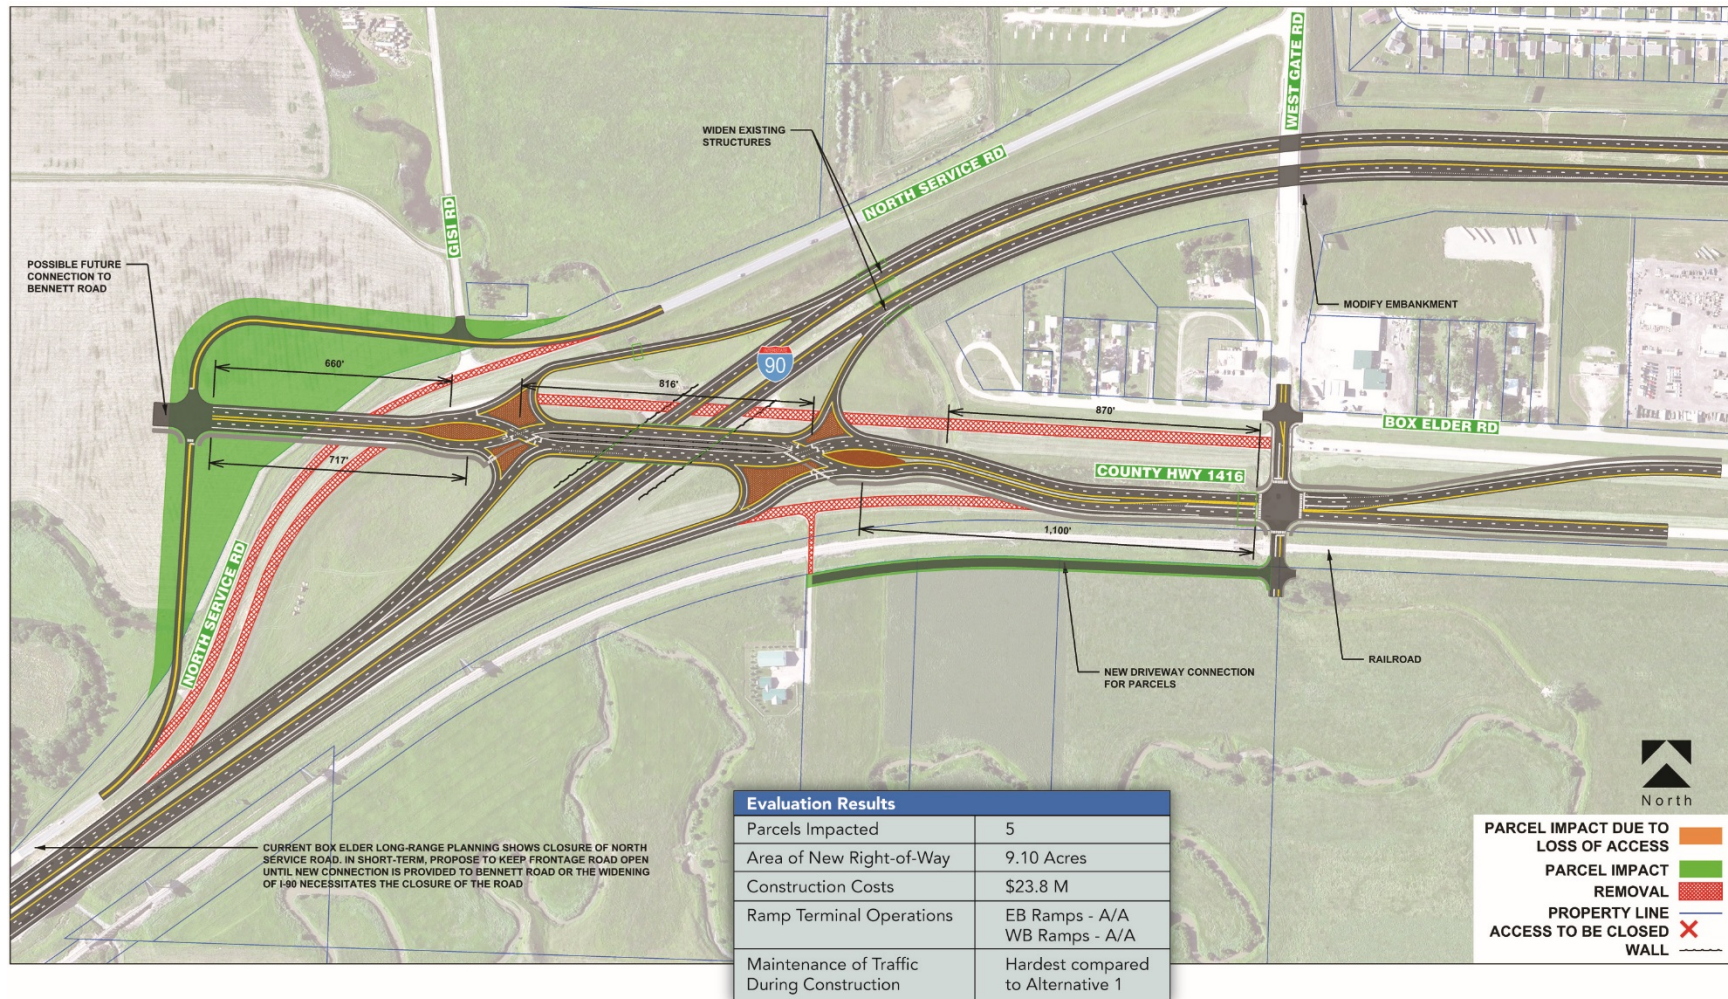 WEST GATE RD
WIDEN EXISTING
STRUCTURES
NORTH SERVICE RD
GISI RD
POSSIBLE FUTURE
CONNECTION TO
BENNETT ROAD
MODIFY EMBANKMENT
INTERSTATE
90
660'
816'
870'
BOX ELDER RD
717'
COUNTY HWY 1416
1,100'
NORTH SERVICE RD
RAILROAD
NEW DRIVEWAY CONNECTION
FOR PARCELS
North
CURRENT BOX ELDER LONG-RANGE PLANNING SHOWS CLOSURE OF NORTH
SERVICE ROAD. IN SHORT-TERM, PROPOSE TO KEEP FRONTAGE ROAD OPEN
UNTIL NEW CONNECTION IS PROVIDED TO BENNETT ROAD OR THE WIDENING
OF I-90 NECESSITATES THE CLOSURE OF THE ROAD
Evaluation Results
Parcels Impacted 5
Area of New Right-of-Way 9.10 Acres
Construction Costs $23.8 M
Ramp Terminal Operations EB Ramps - A/A
WB Ramps - A/A
Maintenance of Traffic Hardest compared
During Construction to Alternative 1
PARCEL IMPACT DUE TO
LOSS OF ACCESS
PARCEL IMPACT
REMOVAL
PROPERTY LINE
ACCESS TO BE CLOSED
WALL